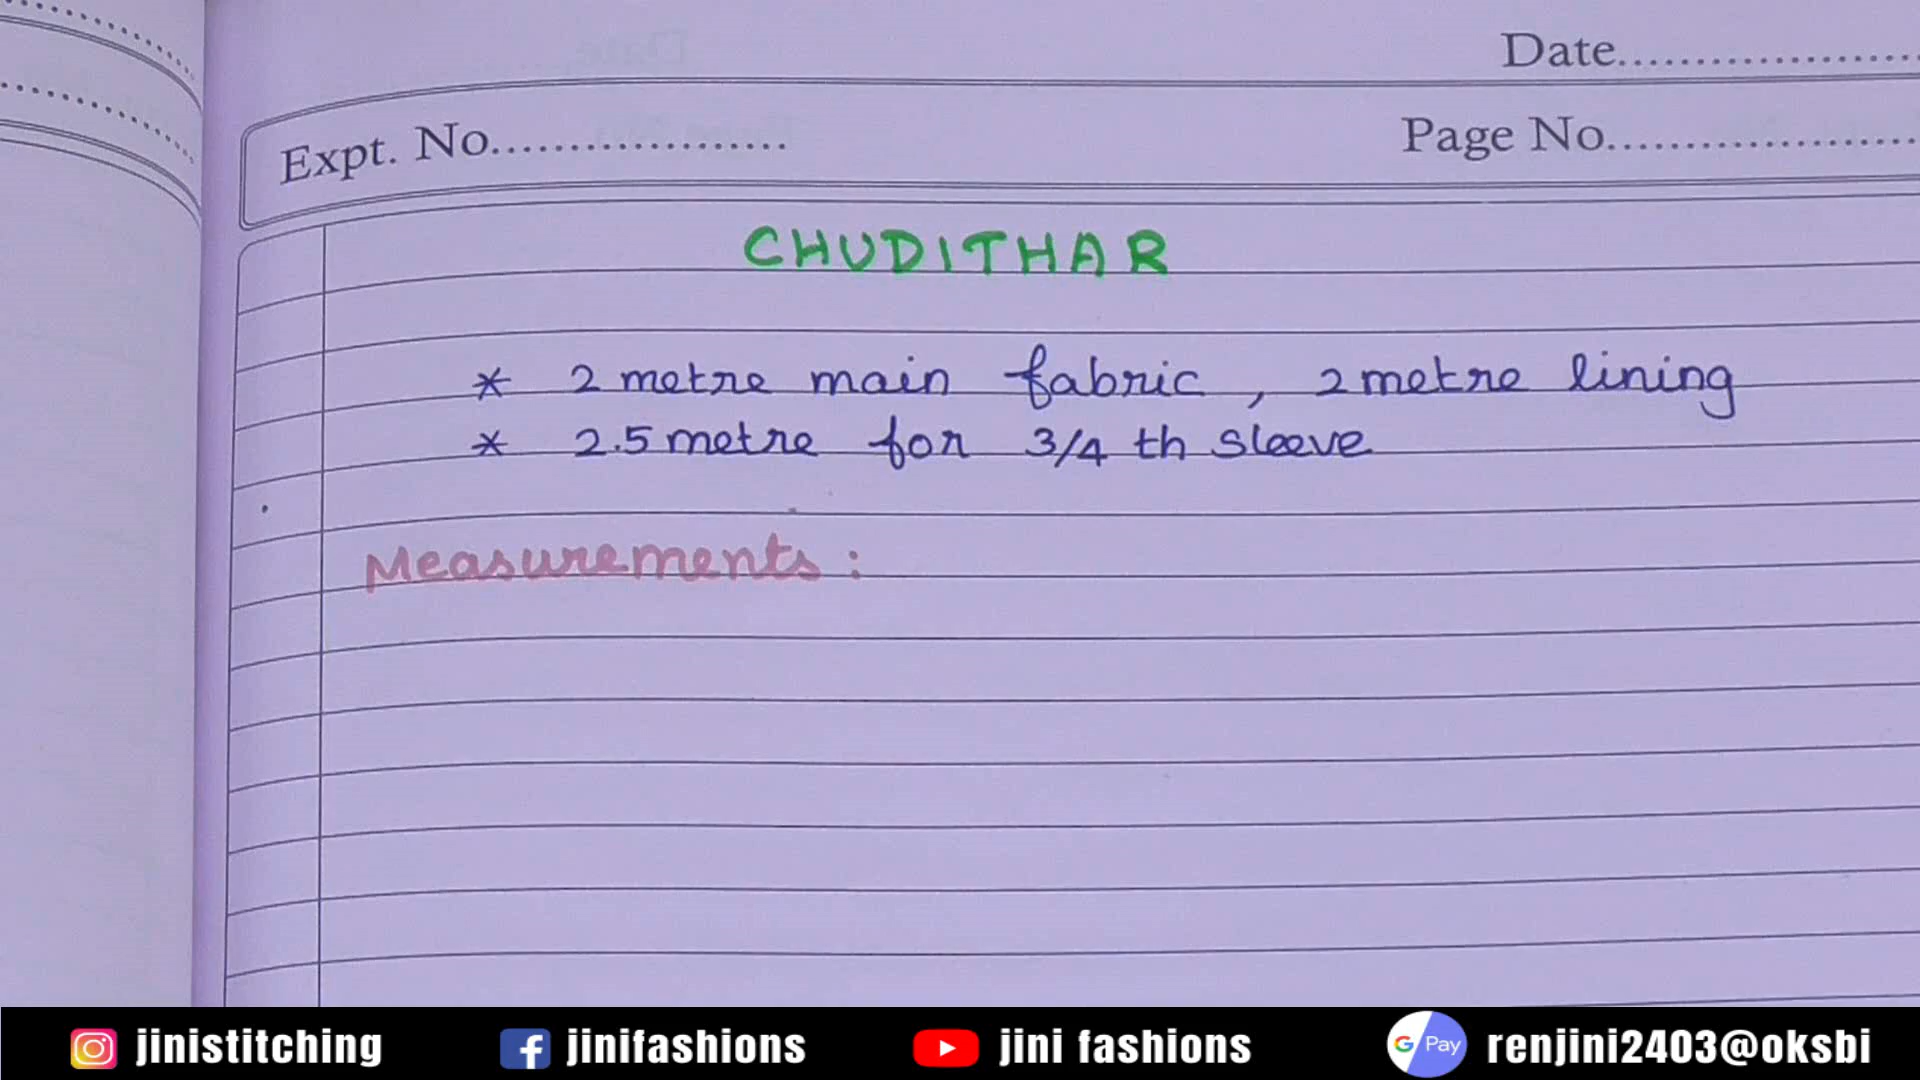 Date....................
Expt. No...................
Page No....................
CHUDITHAR
* 2 metre main fabric, 2 metre lining
* 2.5 metre for 3/4 th sleeve
Measurements :
jinistitching jinifashions jini fashions G Pay renjini2403@oksbi